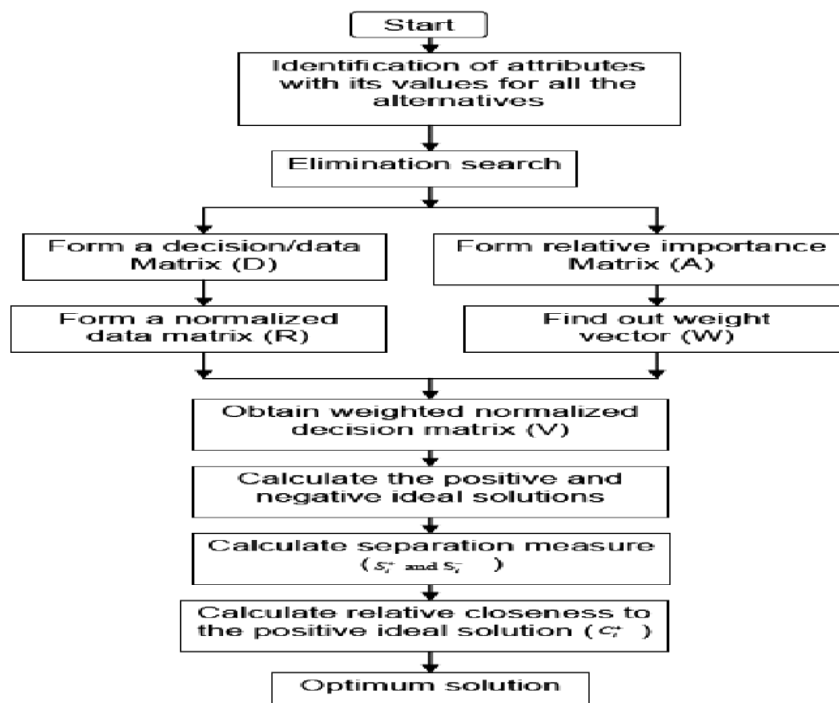 Start
Identification of attributes
with its values for all the
alternatives
Elimination search
Form a decision/data
Matrix (D)
Form relative importance
Matrix (A)
Form a normalized
data matrix (R)
Find out weight
vector (W)
Obtain weighted normalized
decision matrix (V)
Calculate the positive and
negative ideal solutions
Calculate separation measure
( Sᵢ⁺ and Sᵢ⁻ )
Calculate relative closeness to
the positive ideal solution ( Cᵢ⁺ )
Optimum solution